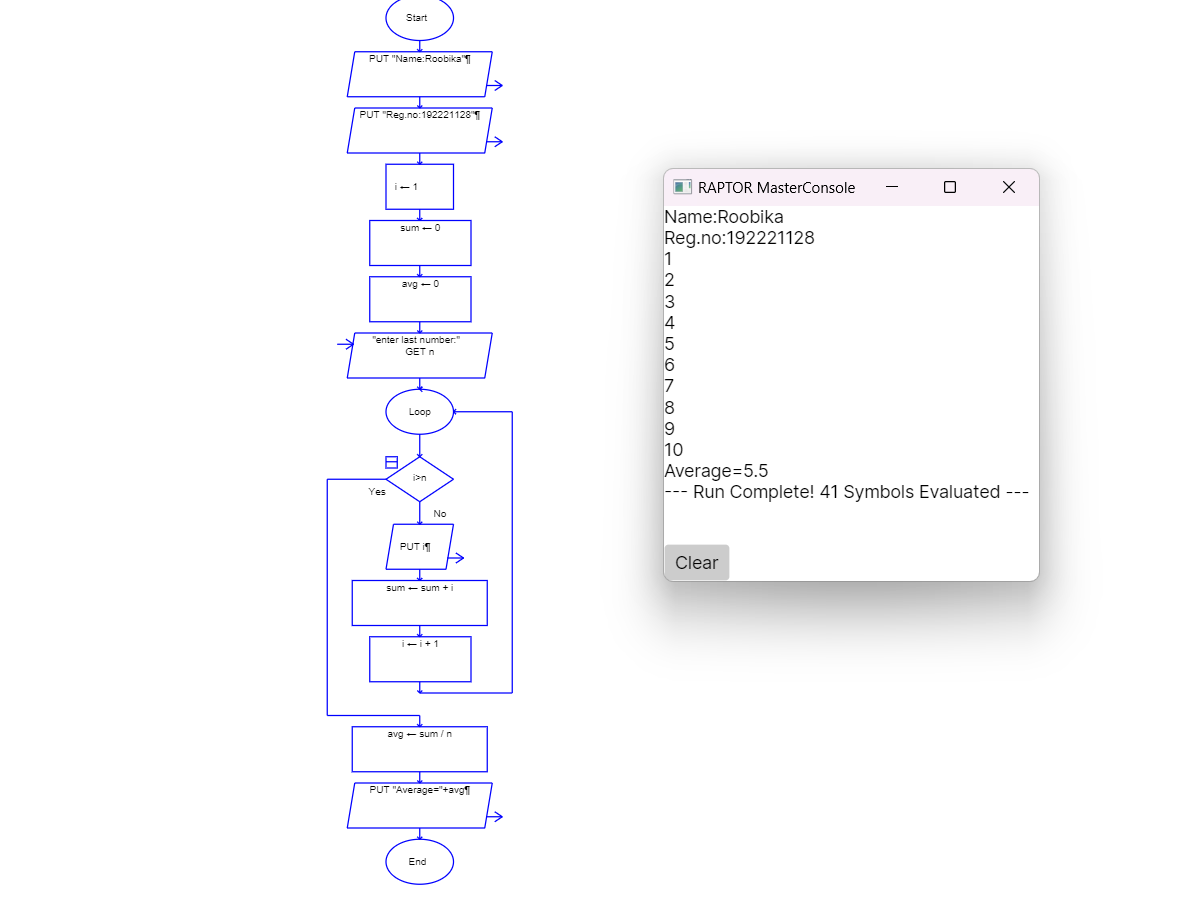 Start
PUT "Name:Roobika"¶
PUT "Reg.no:192221128"¶
i ← 1
sum ← 0
avg ← 0
"enter last number:"
GET n
Loop
i>n
Yes
No
PUT i¶
sum ← sum + i
i ← i + 1
avg ← sum / n
PUT "Average="+avg¶
End
RAPTOR MasterConsole
Name:Roobika
Reg.no:192221128
1
2
3
4
5
6
7
8
9
10
Average=5.5
--- Run Complete! 41 Symbols Evaluated ---
Clear